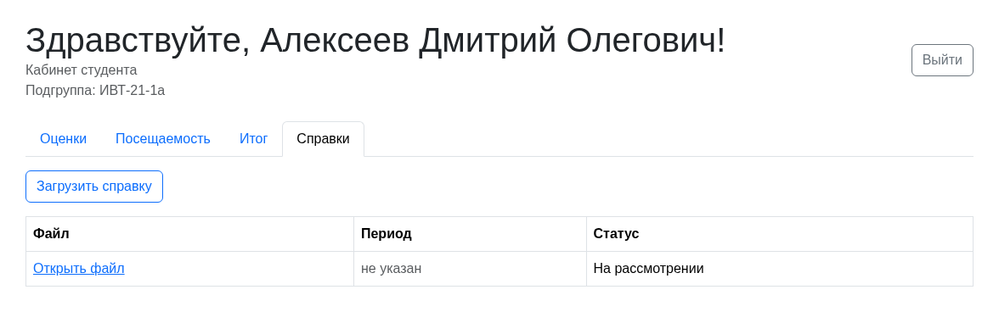 Здравствуйте, Алексеев Дмитрий Олегович!
Выйти
Кабинет студента
Подгруппа: ИВТ-21-1а
Оценки Посещаемость Итог Справки
Загрузить справку
Файл Период Статус
Открыть файл не указан На рассмотрении